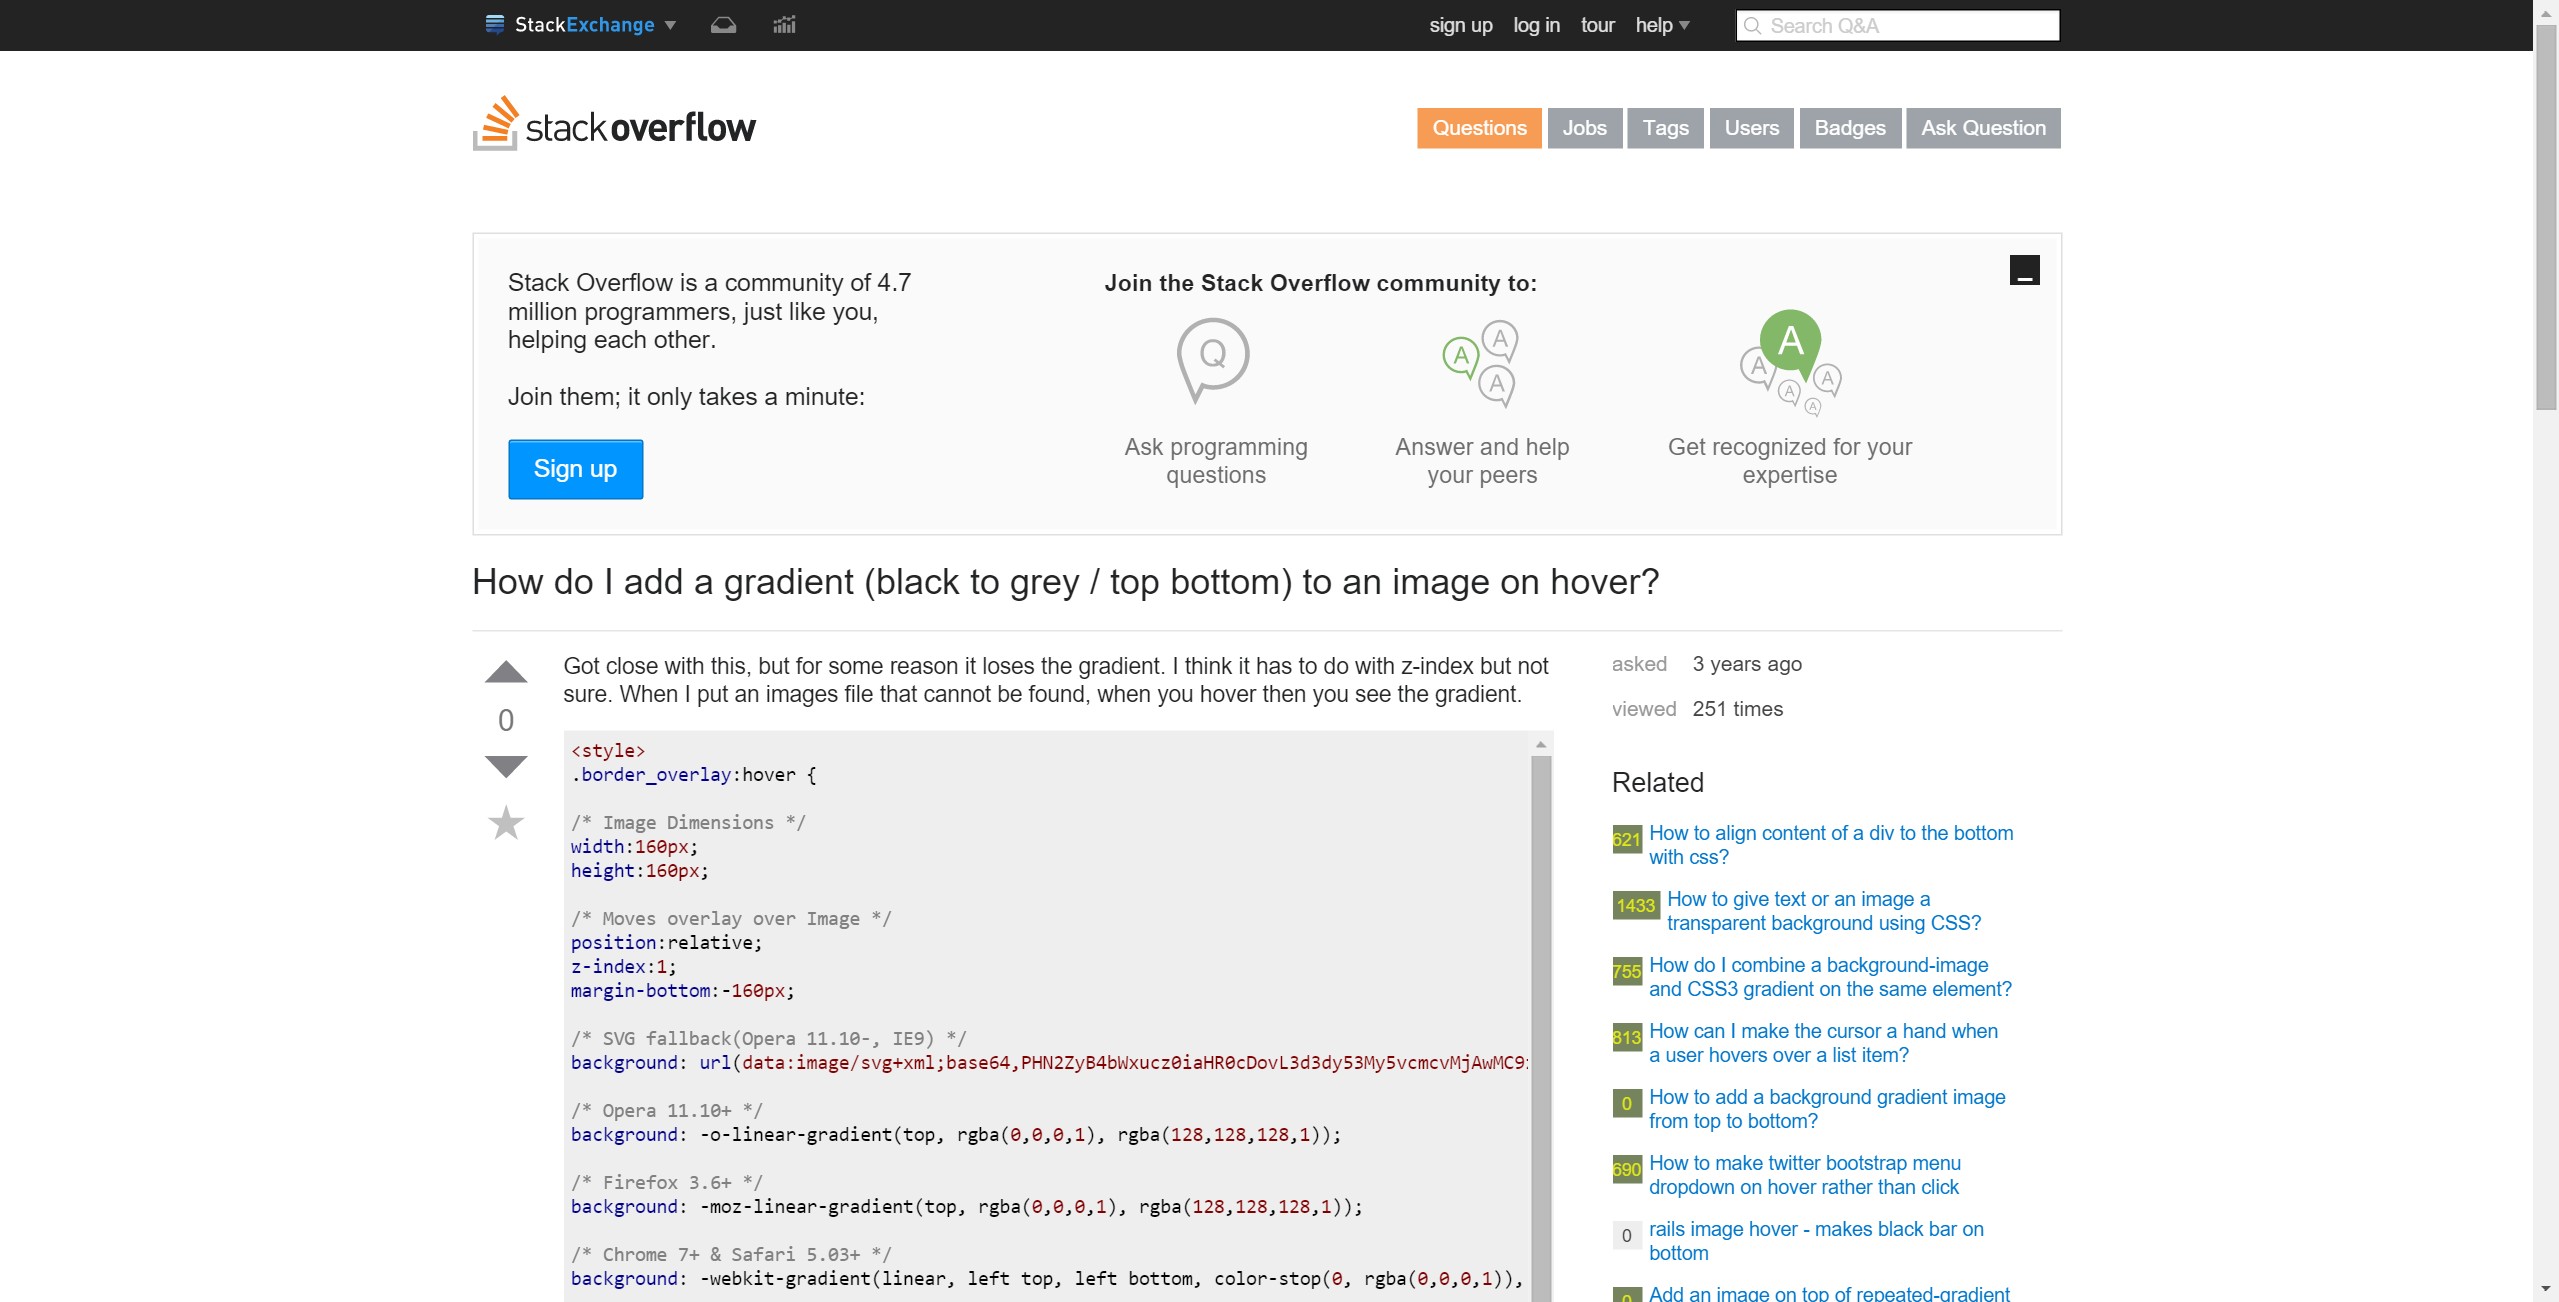 StackExchange
sign up log in tour help
Search Q&A
stackoverflow
Questions Jobs Tags Users Badges Ask Question
Stack Overflow is a community of 4.7
million programmers, just like you,
helping each other.
Join them; it only takes a minute:
Sign up
Join the Stack Overflow community to:
Q
A
A
A
A
A
A
A
A
Ask programming
questions
Answer and help
your peers
Get recognized for your
expertise
How do I add a gradient (black to grey / top bottom) to an image on hover?
0
Got close with this, but for some reason it loses the gradient. I think it has to do with z-index but not
sure. When I put an images file that cannot be found, when you hover then you see the gradient.
<style>
.border_overlay:hover {
/* Image Dimensions */
width:160px;
height:160px;
/* Moves overlay over Image */
position:relative;
z-index:1;
margin-bottom:-160px;
/* SVG fallback(Opera 11.10-, IE9) */
background: url(data:image/svg+xml;base64,PHN2ZyB4bWxucz0iaHR0cDovL3d3dy53My5vcmcvMjAwMC9
/* Opera 11.10+ */
background: -o-linear-gradient(top, rgba(0,0,0,1), rgba(128,128,128,1));
/* Firefox 3.6+ */
background: -moz-linear-gradient(top, rgba(0,0,0,1), rgba(128,128,128,1));
/* Chrome 7+ & Safari 5.03+ */
background: -webkit-gradient(linear, left top, left bottom, color-stop(0, rgba(0,0,0,1)),
asked 3 years ago
viewed 251 times
Related
621 How to align content of a div to the bottom
with css?
1433 How to give text or an image a
transparent background using CSS?
755 How do I combine a background-image
and CSS3 gradient on the same element?
813 How can I make the cursor a hand when
a user hovers over a list item?
0 How to add a background gradient image
from top to bottom?
690 How to make twitter bootstrap menu
dropdown on hover rather than click
0 rails image hover - makes black bar on
bottom
0 Add an image on top of repeated-gradient